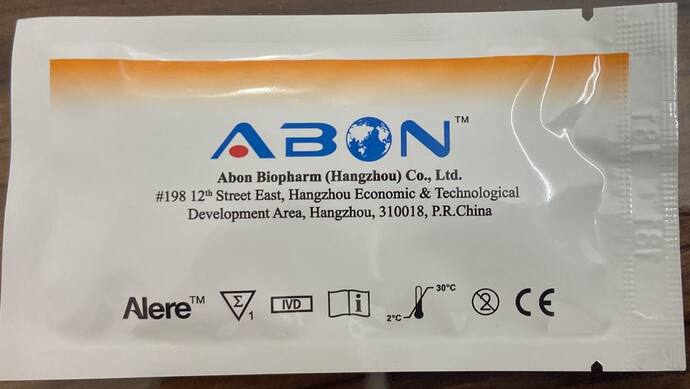 ABON™
Abon Biopharm (Hangzhou) Co., Ltd.
#198 12th Street East, Hangzhou Economic & Technological
Development Area, Hangzhou, 310018, P.R.China
Alere™ Σ 1 IVD i 2°C 30°C 2 CE